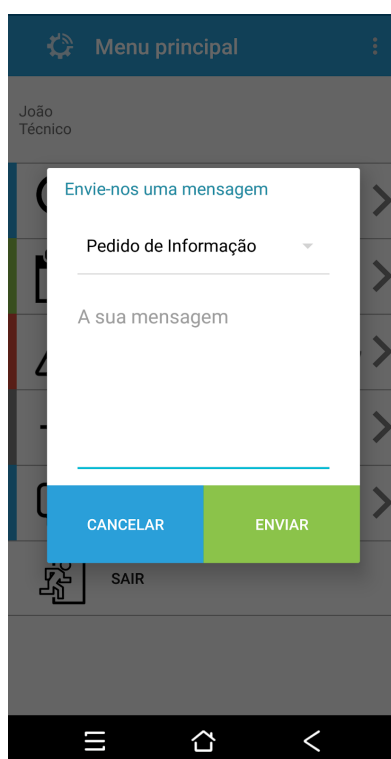 Menu principal
João
Técnico
Envie-nos uma mensagem
Pedido de Informação
A sua mensagem
CANCELAR
ENVIAR
SAIR